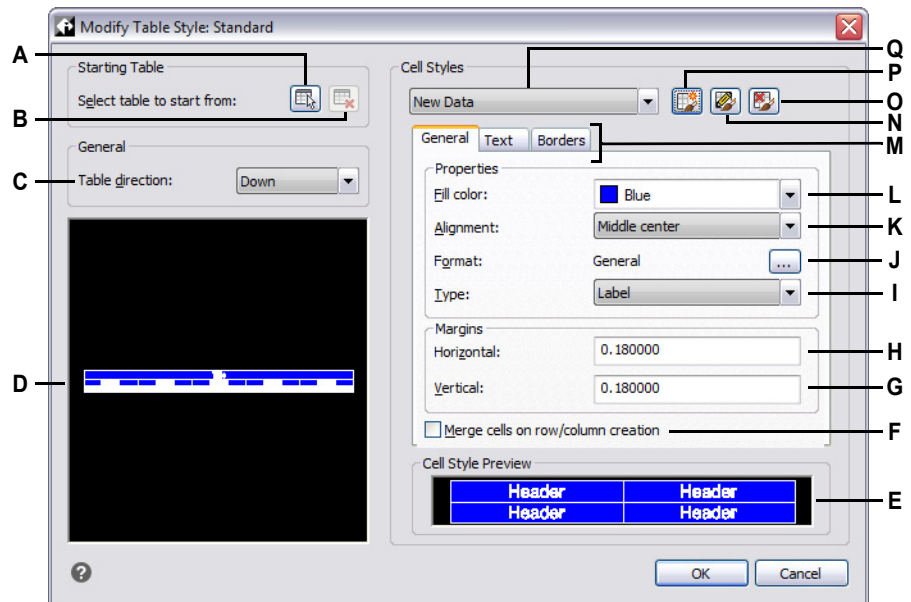 Modify Table Style: Standard
A
Starting Table
Select table to start from:
B
General
C
Table direction:
Down
D
Cell Styles
Q
P
New Data
O
N
General Text Borders
M
Properties
Fill color:
Blue
L
Alignment:
Middle center
K
Format:
General
...
J
Type:
Label
I
Margins
Horizontal:
0.180000
H
Vertical:
0.180000
G
Merge cells on row/column creation
F
Cell Style Preview
Header Header
Header Header
E
?
OK
Cancel